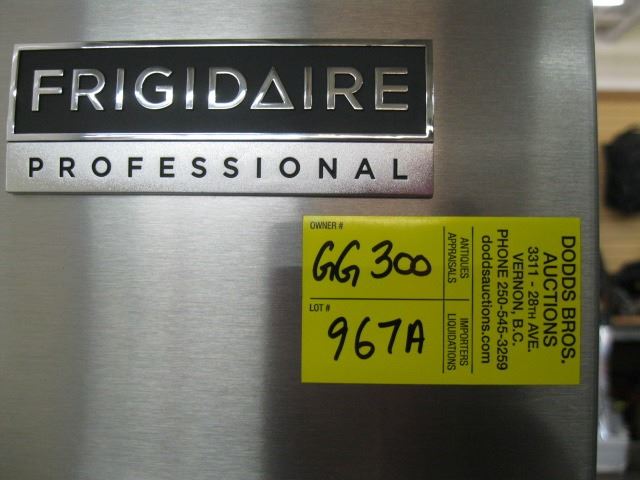 FRIGIDAIRE
PROFESSIONAL
OWNER #
GG 300
LOT #
967A
ANTIQUES
APPRAISALS
IMPORTERS
LIQUIDATIONS
DODDS BROS.
AUCTIONS
3311 - 28TH AVE.
VERNON, B.C.
PHONE 250-545-3259
doddsauctions.com